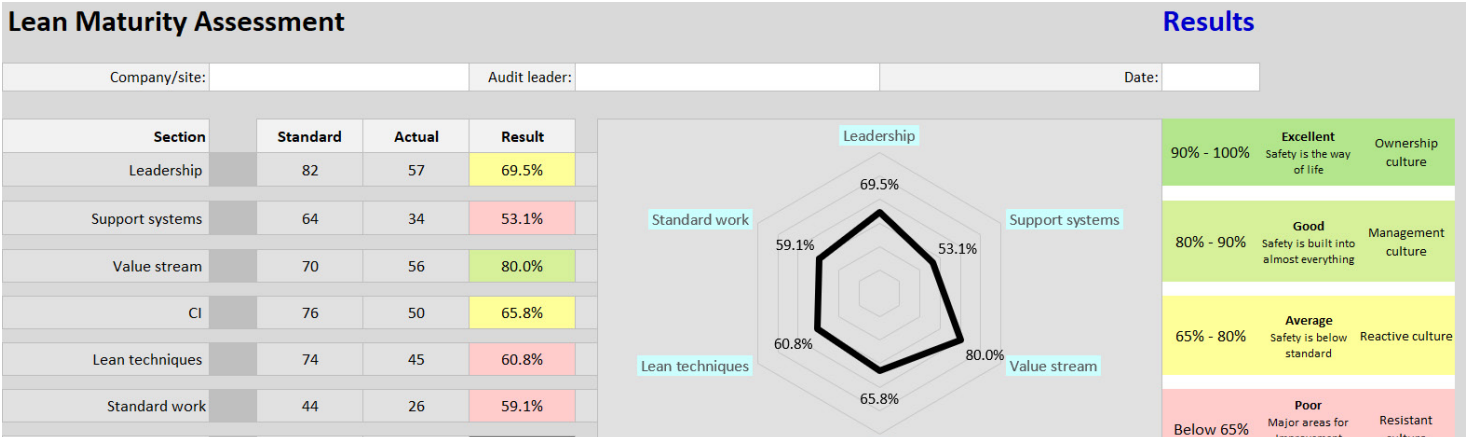 Lean Maturity Assessment
Results
Company/site:
Audit leader:
Date:
Section Standard Actual Result
Leadership 82 57 69.5%
Support systems 64 34 53.1%
Value stream 70 56 80.0%
CI 76 50 65.8%
Lean techniques 74 45 60.8%
Standard work 44 26 59.1%
Leadership
69.5%
Standard work
Support systems
59.1%
53.1%
60.8%
80.0%
Lean techniques
Value stream
65.8%
90% - 100%
Excellent
Safety is the way
of life
Ownership
culture
80% - 90%
Good
Safety is built into
almost everything
Management
culture
65% - 80%
Average
Safety is below
standard
Reactive culture
Below 65%
Poor
Major areas for
Resistant